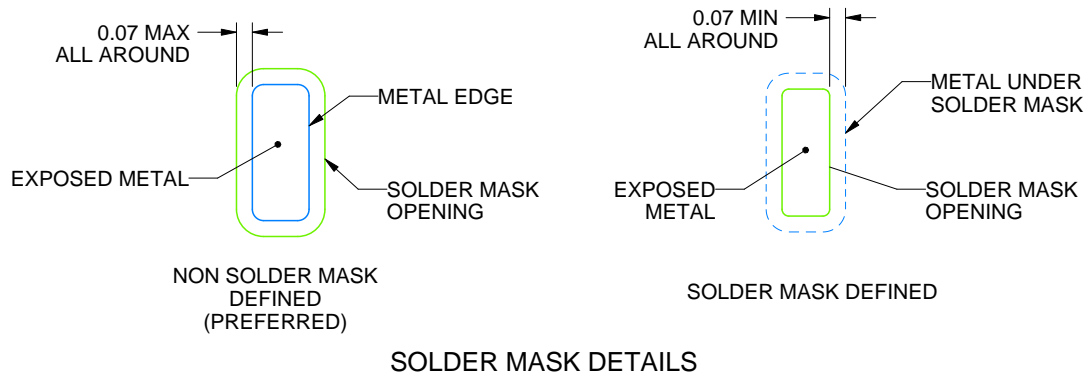 0.07 MAX
ALL AROUND
METAL EDGE
EXPOSED METAL
SOLDER MASK
OPENING
NON SOLDER MASK
DEFINED
(PREFERRED)
0.07 MIN
ALL AROUND
METAL UNDER
SOLDER MASK
EXPOSED
METAL
SOLDER MASK
OPENING
SOLDER MASK DEFINED
SOLDER MASK DETAILS